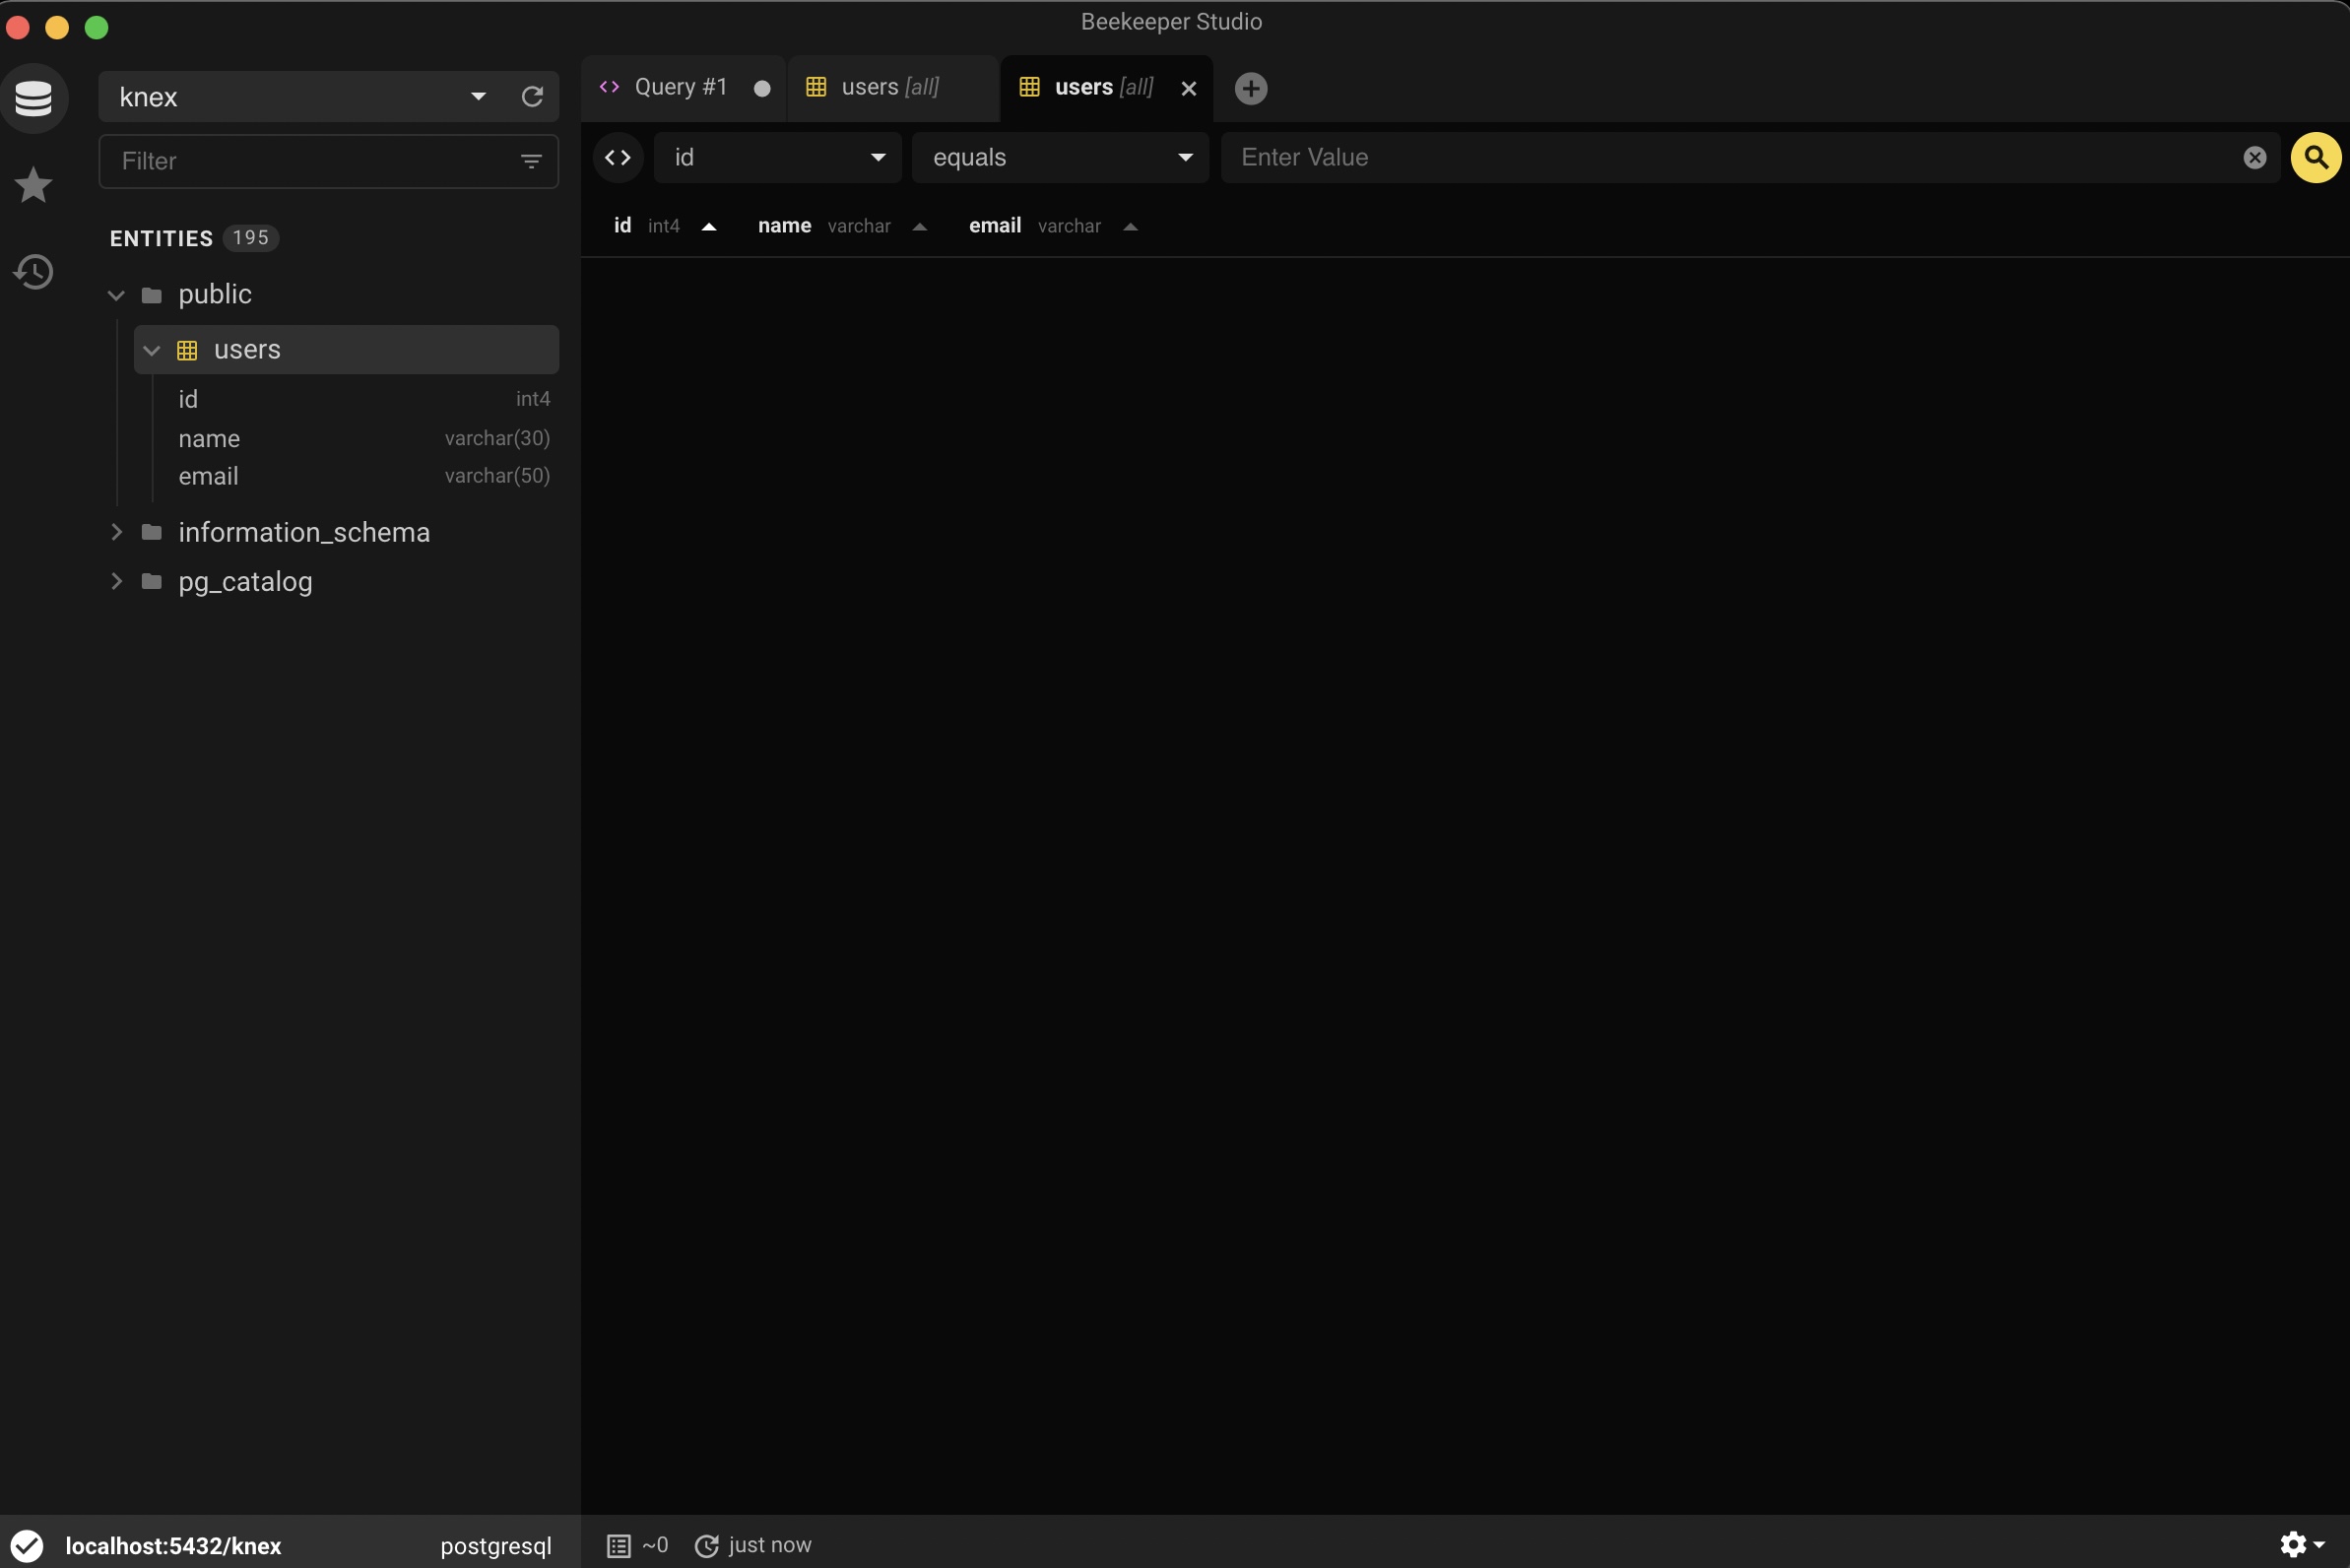 Beekeeper Studio
knex
Filter
ENTITIES 195
public
users
id int4
name varchar(30)
email varchar(50)
information_schema
pg_catalog
localhost:5432/knex postgresql
Query #1 users [all] users [all]
id equals Enter Value
id int4 name varchar email varchar
~0 just now